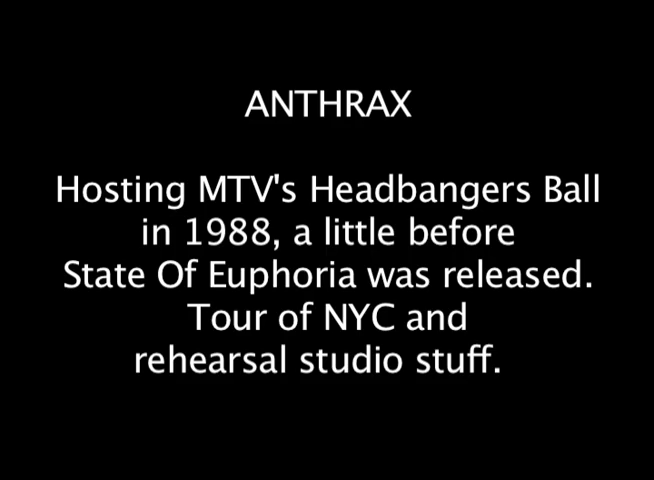 ANTHRAX
Hosting MTV's Headbangers Ball
in 1988, a little before
State Of Euphoria was released.
Tour of NYC and
rehearsal studio stuff.